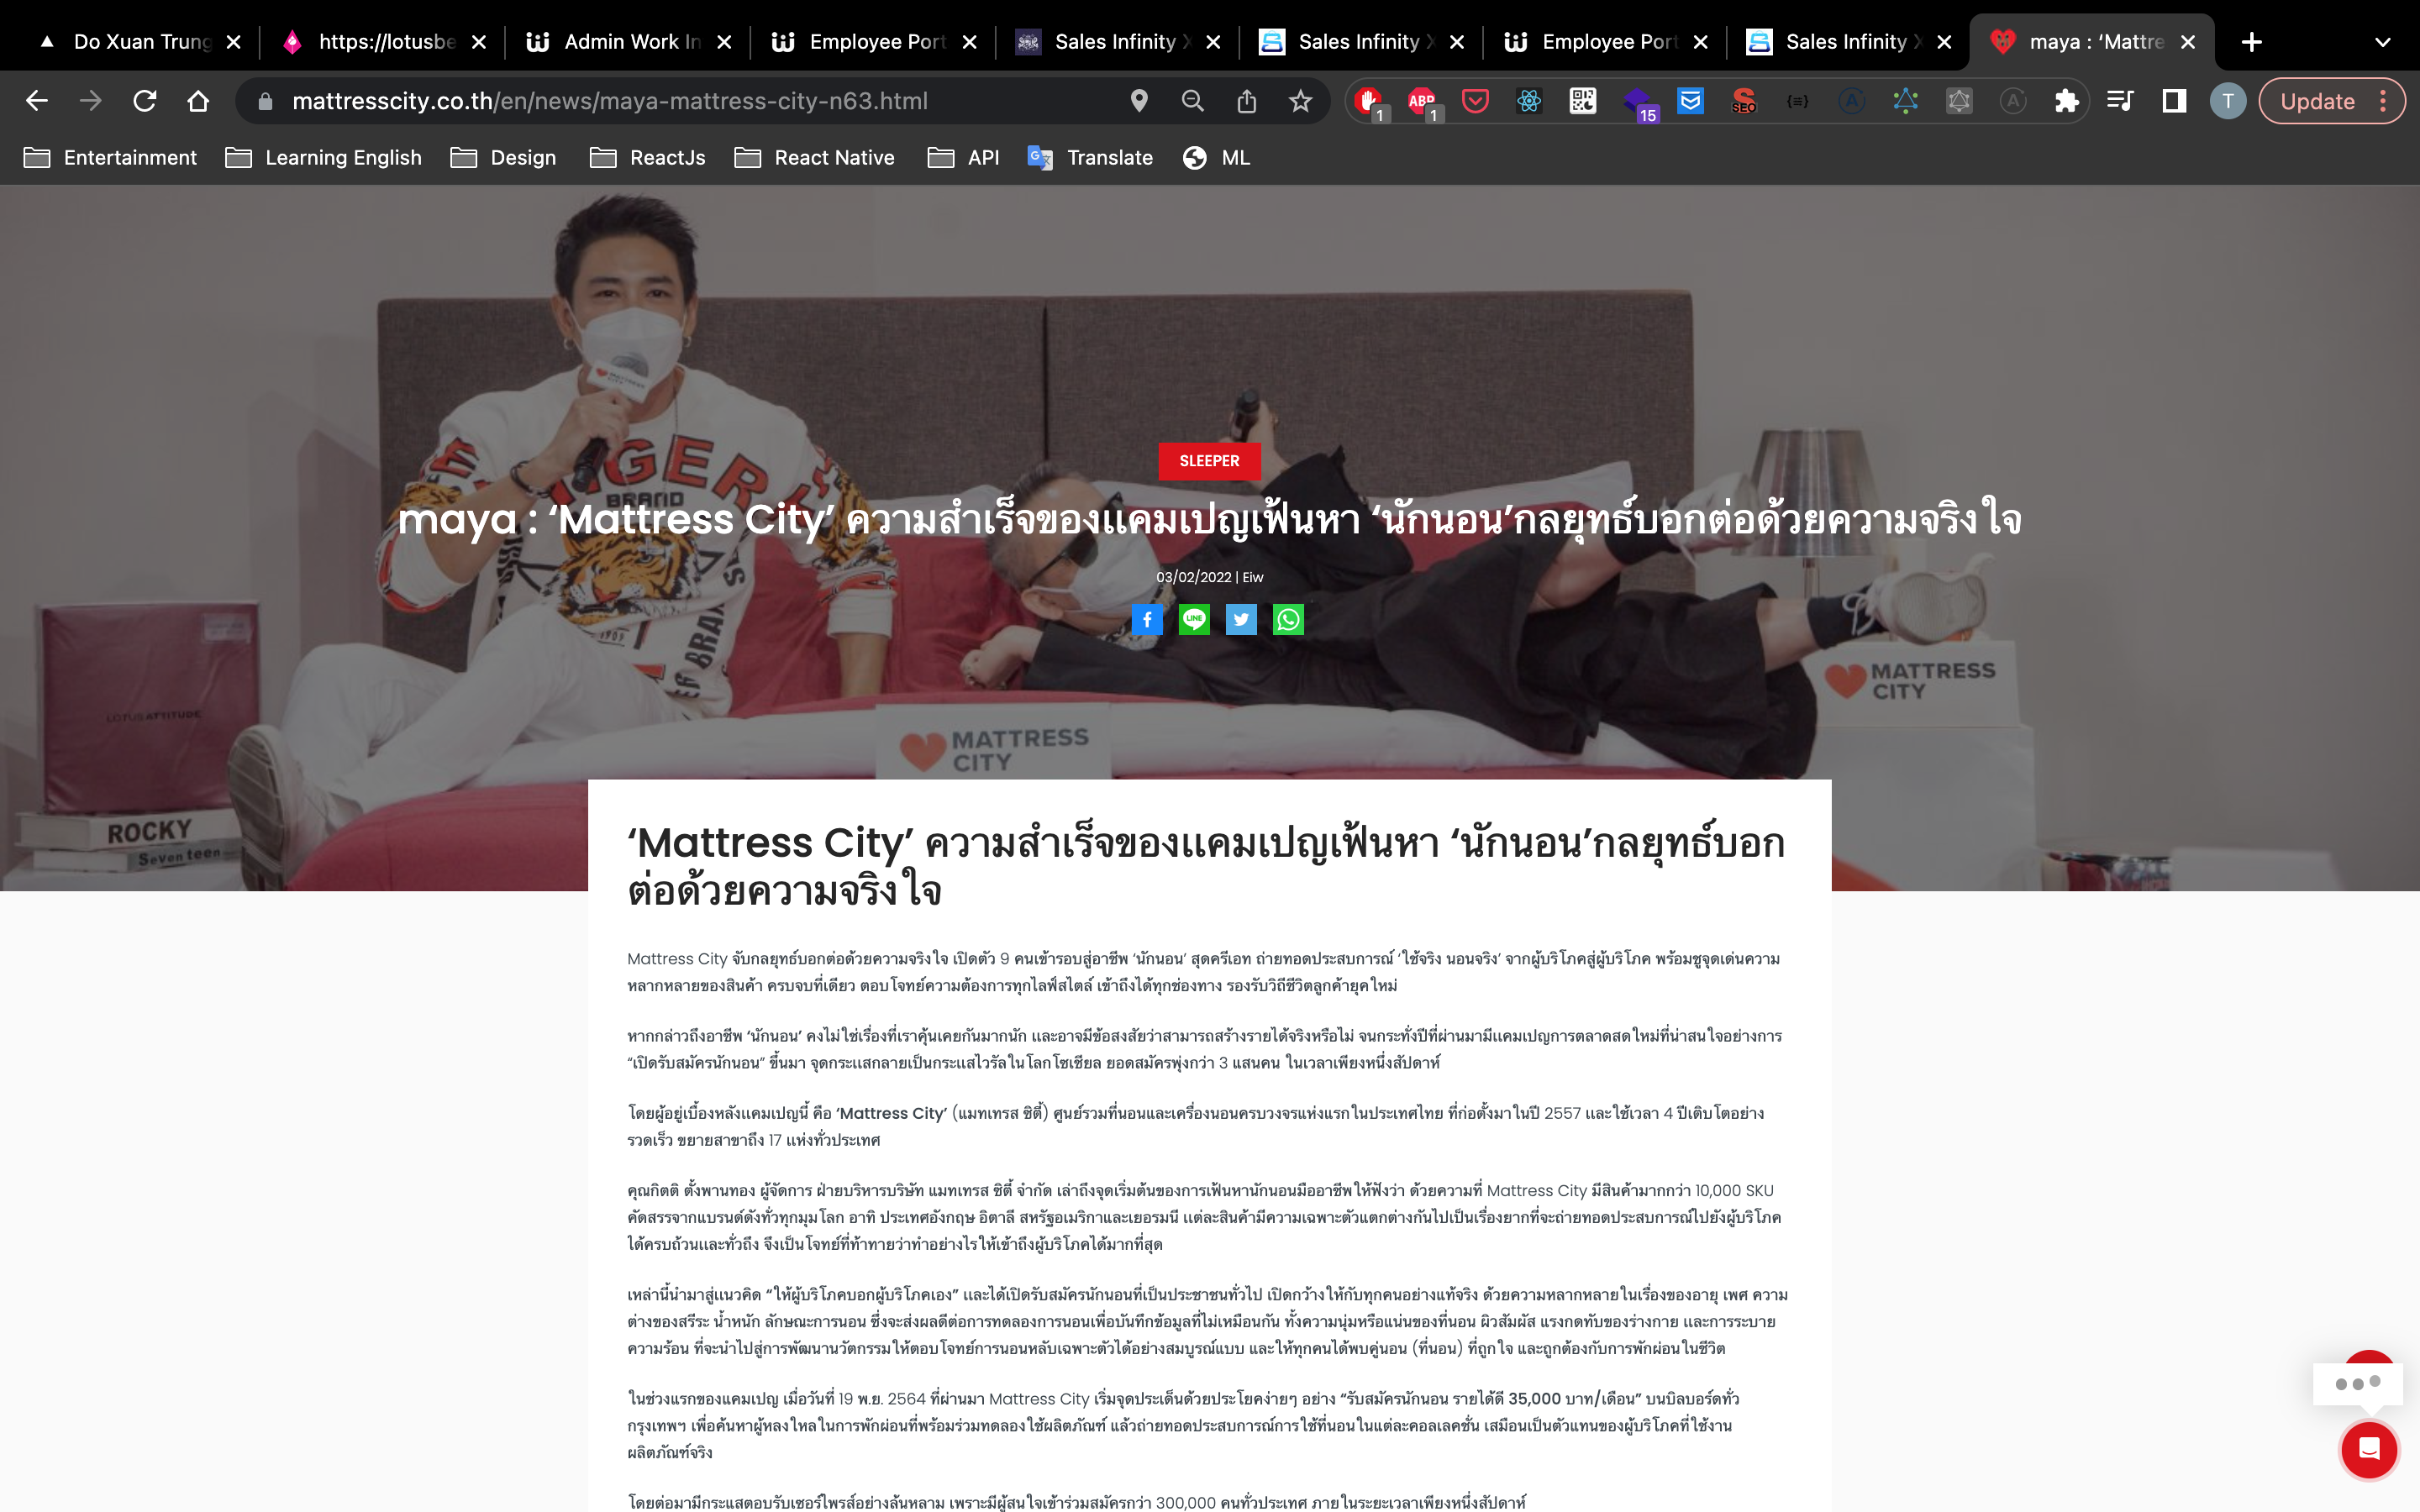 Do Xuan Trung
https://lotusbe
Admin Work In
Employee Port
Sales Infinity X
Sales Infinity X
Employee Port
Sales Infinity X
maya : ‘Mattre
mattresscity.co.th/en/news/maya-mattress-city-n63.html
1
ABP
1
15
SEO
T
Update
Entertainment
Learning English
Design
ReactJs
React Native
API
Translate
ML
MATTRESS CITY
TIGER
BRAND
SLEEPER
maya : ‘Mattress City’ ความสำเร็จของแคมเปญเฟ้นหา ‘นักนอน’กลยุทธ์บอกต่อด้วยความจริงใจ
03/02/2022 | Eiw
LINE
MATTRESS
CITY
LOTUS ATTITUDE
MATTRESS
CITY
ROCKY
Seven teen
‘Mattress City’ ความสำเร็จของแคมเปญเฟ้นหา ‘นักนอน’กลยุทธ์บอก
ต่อด้วยความจริงใจ
Mattress City จับกลยุทธ์บอกต่อด้วยความจริงใจ เปิดตัว 9 คนเข้ารอบสู่อาชีพ ‘นักนอน’ สุดครีเอท ถ่ายทอดประสบการณ์ ‘ใช้จริง นอนจริง’ จากผู้บริโภคสู่ผู้บริโภค พร้อมชูจุดเด่นความ
หลากหลายของสินค้า ครบจบที่เดียว ตอบโจทย์ความต้องการทุกไลฟ์สไตล์ เข้าถึงได้ทุกช่องทาง รองรับวิถีชีวิตลูกค้ายุคใหม่
หากกล่าวถึงอาชีพ ‘นักนอน’ คงไม่ใช่เรื่องที่เราคุ้นเคยกันมากนัก และอาจมีข้อสงสัยว่าสามารถสร้างรายได้จริงหรือไม่ จนกระทั่งปีที่ผ่านมามีแคมเปญการตลาดสดใหม่ที่น่าสนใจอย่างการ
“เปิดรับสมัครนักนอน” ขึ้นมา จุดกระแสกลายเป็นกระแสไวรัลในโลกโซเชียล ยอดสมัครพุ่งกว่า 3 แสนคน ในเวลาเพียงหนึ่งสัปดาห์
โดยผู้อยู่เบื้องหลังแคมเปญนี้ คือ ‘Mattress City’ (แมทเทรส ซิตี้) ศูนย์รวมที่นอนและเครื่องนอนครบวงจรแห่งแรกในประเทศไทย ที่ก่อตั้งมาในปี 2557 และใช้เวลา 4 ปีเติบโตอย่าง
รวดเร็ว ขยายสาขาถึง 17 แห่งทั่วประเทศ
คุณกิตติ ตั้งพานทอง ผู้จัดการ ฝ่ายบริหารบริษัท แมทเทรส ซิตี้ จำกัด เล่าถึงจุดเริ่มต้นของการเฟ้นหานักนอนมืออาชีพให้ฟังว่า ด้วยความที่ Mattress City มีสินค้ามากกว่า 10,000 SKU
คัดสรรจากแบรนด์ดังทั่วทุกมุมโลก อาทิ ประเทศอังกฤษ อิตาลี สหรัฐอเมริกาและเยอรมนี แต่ละสินค้ามีความเฉพาะตัวแตกต่างกันไปเป็นเรื่องยากที่จะถ่ายทอดประสบการณ์ไปยังผู้บริโภค
ได้ครบถ้วนและทั่วถึง จึงเป็นโจทย์ที่ท้าทายว่าทำอย่างไรให้เข้าถึงผู้บริโภคได้มากที่สุด
เหล่านี้นำมาสู่แนวคิด “ให้ผู้บริโภคบอกผู้บริโภคเอง” และได้เปิดรับสมัครนักนอนที่เป็นประชาชนทั่วไป เปิดกว้างให้กับทุกคนอย่างแท้จริง ด้วยความหลากหลายในเรื่องของอายุ เพศ ความ
ต่างของสรีระ น้ำหนัก ลักษณะการนอน ซึ่งจะส่งผลดีต่อการทดลองการนอนเพื่อบันทึกข้อมูลที่ไม่เหมือนกัน ทั้งความนุ่มหรือแน่นของที่นอน ผิวสัมผัส แรงกดทับของร่างกาย และการระบาย
ความร้อน ที่จะนำไปสู่การพัฒนานวัตกรรมให้ตอบโจทย์การนอนหลับเฉพาะตัวได้อย่างสมบูรณ์แบบ และให้ทุกคนได้พบคู่นอน (ที่นอน) ที่ถูกใจ และถูกต้องกับการพักผ่อนในชีวิต
ในช่วงแรกของแคมเปญ เมื่อวันที่ 19 พ.ย. 2564 ที่ผ่านมา Mattress City เริ่มจุดประเด็นด้วยประโยคง่ายๆ อย่าง “รับสมัครนักนอน รายได้ดี 35,000 บาท/เดือน” บนบิลบอร์ดทั่ว
กรุงเทพฯ เพื่อค้นหาผู้หลงใหลในการพักผ่อนที่พร้อมร่วมทดลองใช้ผลิตภัณฑ์ แล้วถ่ายทอดประสบการณ์การใช้ที่นอนในแต่ละคอลเลคชั่น เสมือนเป็นตัวแทนของผู้บริโภคที่ใช้งาน
ผลิตภัณฑ์จริง
โดยต่อมามีกระแสตอบรับเซอร์ไพรส์อย่างล้นหลาม เพราะมีผู้สนใจเข้าร่วมสมัครกว่า 300,000 คนทั่วประเทศ ภายในระยะเวลาเพียงหนึ่งสัปดาห์